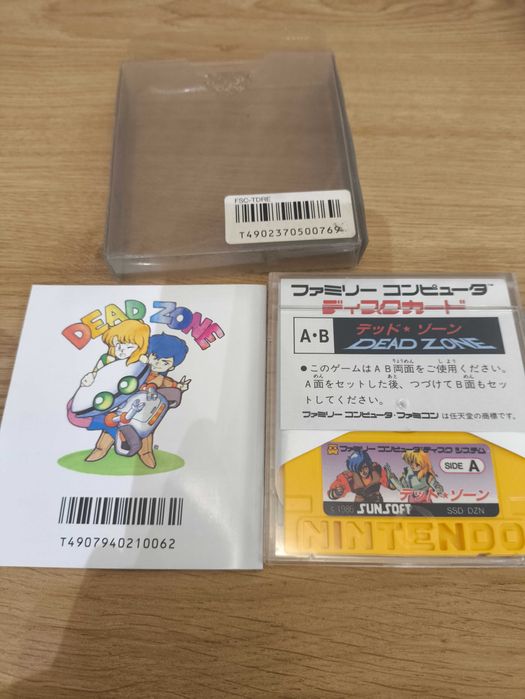 FSC-TDRE
T4902370500769
DEAD ZONE
T4907940210062
ファミリー コンピュータ™
ディスクカード
A・B
デッド★ゾーン
DEAD ZONE
●このゲームはAB両面をご使用ください。
A面をセットした後、つづけてB面もセ
ットしてください。
ファミリーコンピュータ・ファミコン は任天堂の商標です。
ファミリーコンピュータ ディスク システム
SIDE A
デッド★ゾーン
©1986 SUNSOFT SSD DZN
NINTENDO